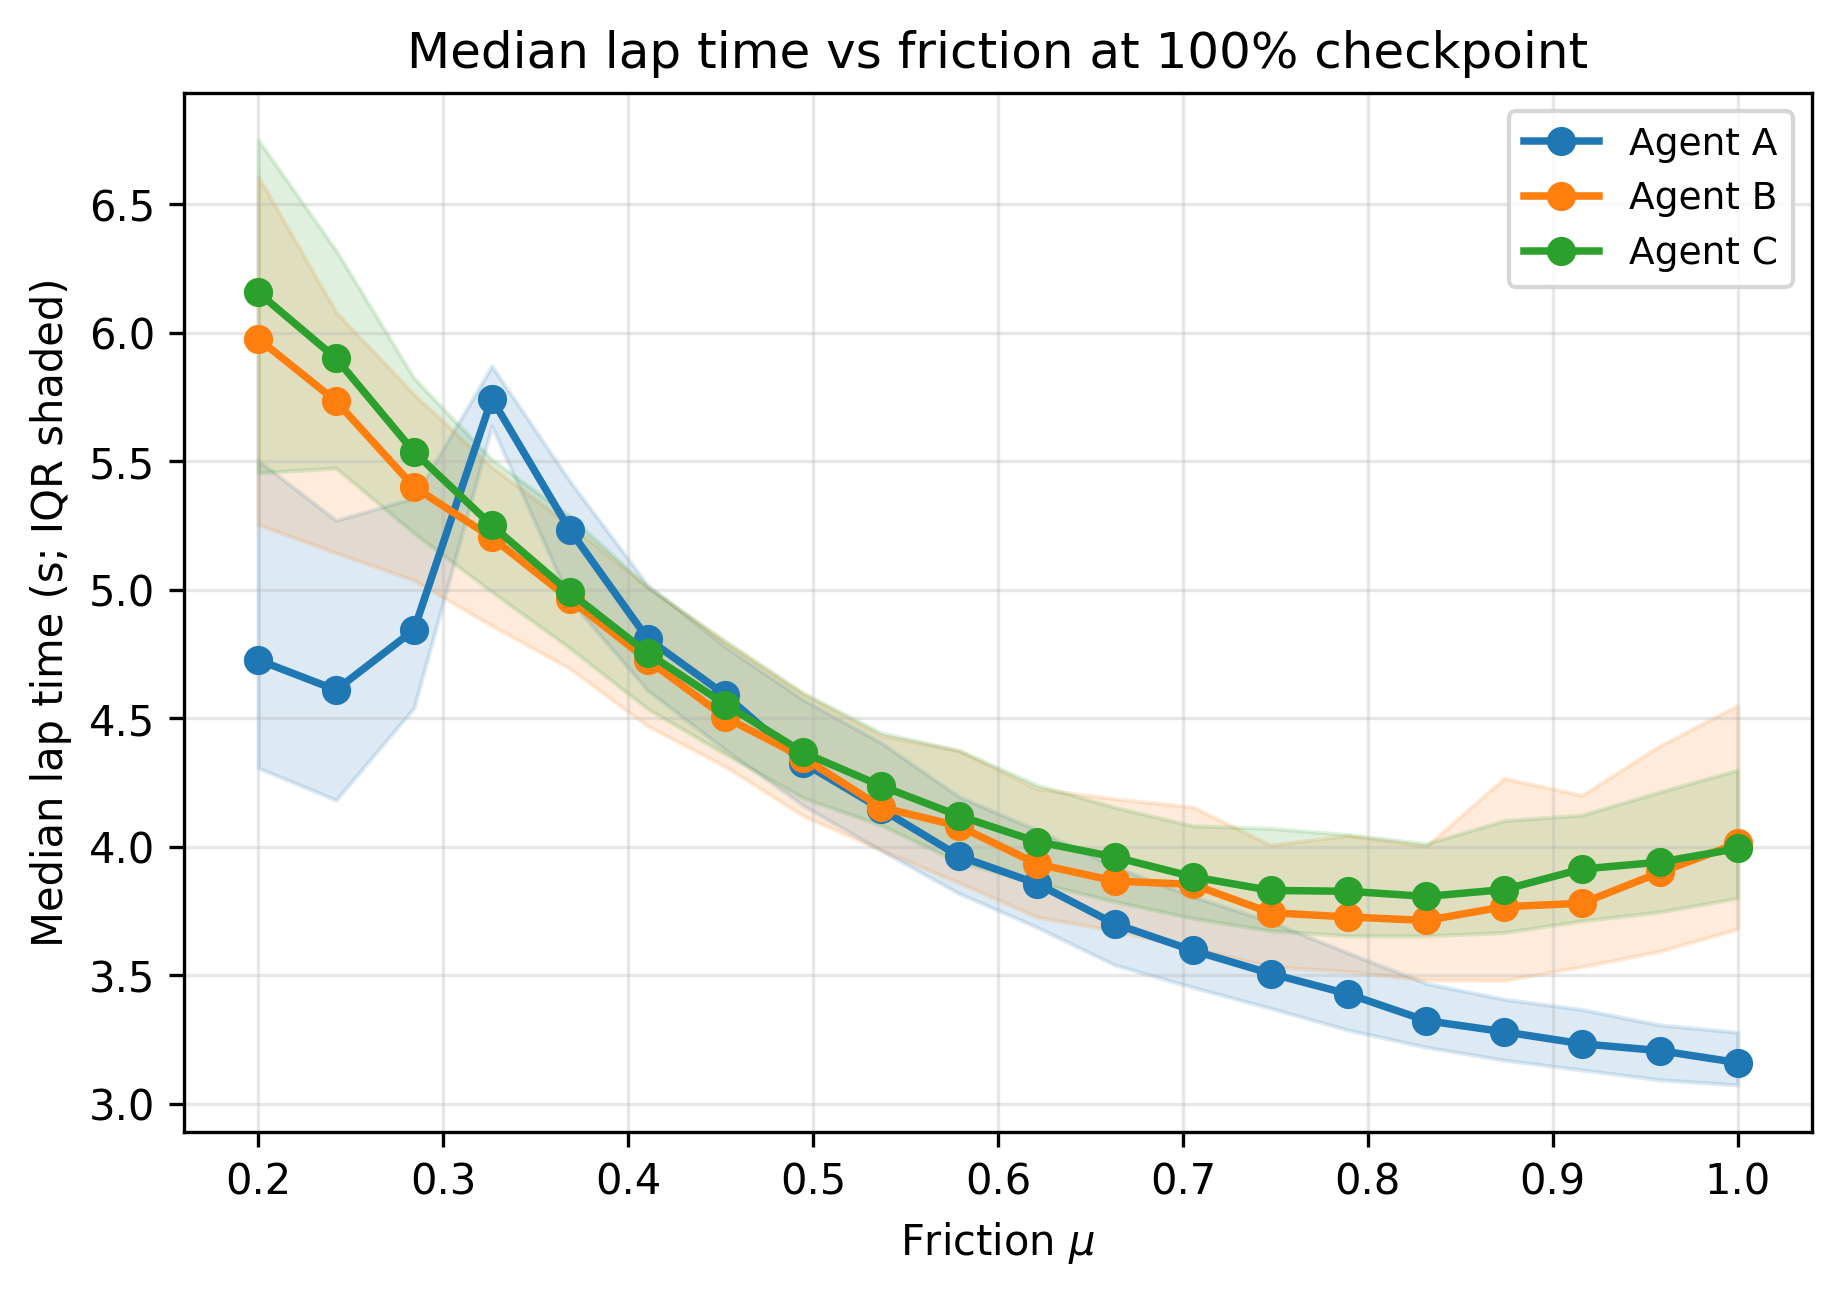 Median lap time vs friction at 100% checkpoint
Agent A
Agent B
Agent C
Median lap time (s; IQR shaded)
6.5
6.0
5.5
5.0
4.5
4.0
3.5
3.0
0.2 0.3 0.4 0.5 0.6 0.7 0.8 0.9 1.0
Friction μ